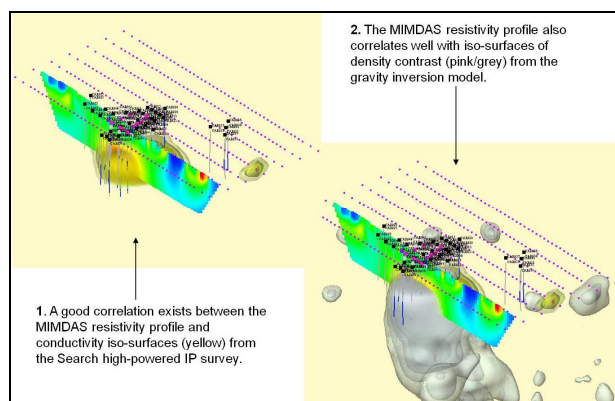 2. The MIMDAS resistivity profile also
correlates well with iso-surfaces of
density contrast (pink/grey) from the
gravity inversion model.
1. A good correlation exists between the
MIMDAS resistivity profile and
conductivity iso-surfaces (yellow) from
the Search high-powered IP survey.